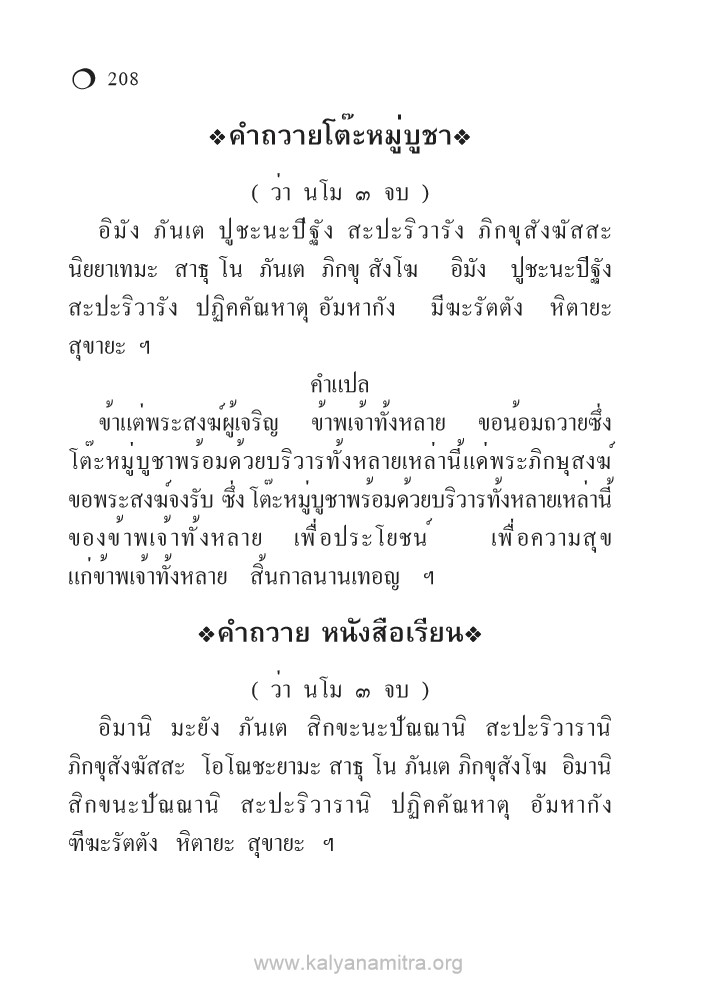 208
❖คำถวายโต๊ะหมู่บูชา❖
( ว่า นโม ๓ จบ )
อิมัง ภันเต ปูชะนะปีฐัง สะปะริวารัง ภิกขุสังฆัสสะ
นิยยาเทมะ สาธุ โน ภันเต ภิกขุ สังโฆ อิมัง ปูชะนะปีฐัง
สะปะริวารัง ปฏิคคัณหาตุ อัมหากัง มีฆะรัตตัง หิตายะ
สุขายะ ฯ
คำแปล
ข้าแต่พระสงฆ์ผู้เจริญ ข้าพเจ้าทั้งหลาย ขอน้อมถวายซึ่ง
โต๊ะหมู่บูชาพร้อมด้วยบริวารทั้งหลายเหล่านี้แด่พระภิกษุสงฆ์
ขอพระสงฆ์จงรับ ซึ่ง โต๊ะหมู่บูชาพร้อมด้วยบริวารทั้งหลายเหล่านี้
ของข้าพเจ้าทั้งหลาย เพื่อประโยชน์ เพื่อความสุข
แก่ข้าพเจ้าทั้งหลาย สิ้นกาลนานเทอญ ฯ
❖คำถวาย หนังสือเรียน❖
( ว่า นโม ๓ จบ )
อิมานิ มะยัง ภันเต สิกขะนะปัณณานิ สะปะริวารานิ
ภิกขุสังฆัสสะ โอโณชะยามะ สาธุ โน ภันเต ภิกขุสังโฆ อิมานิ
สิกขนะปัณณานิ สะปะริวารานิ ปฏิคคัณหาตุ อัมหากัง
ฑีฆะรัตตัง หิตายะ สุขายะ ฯ
www.kalyanamitra.org